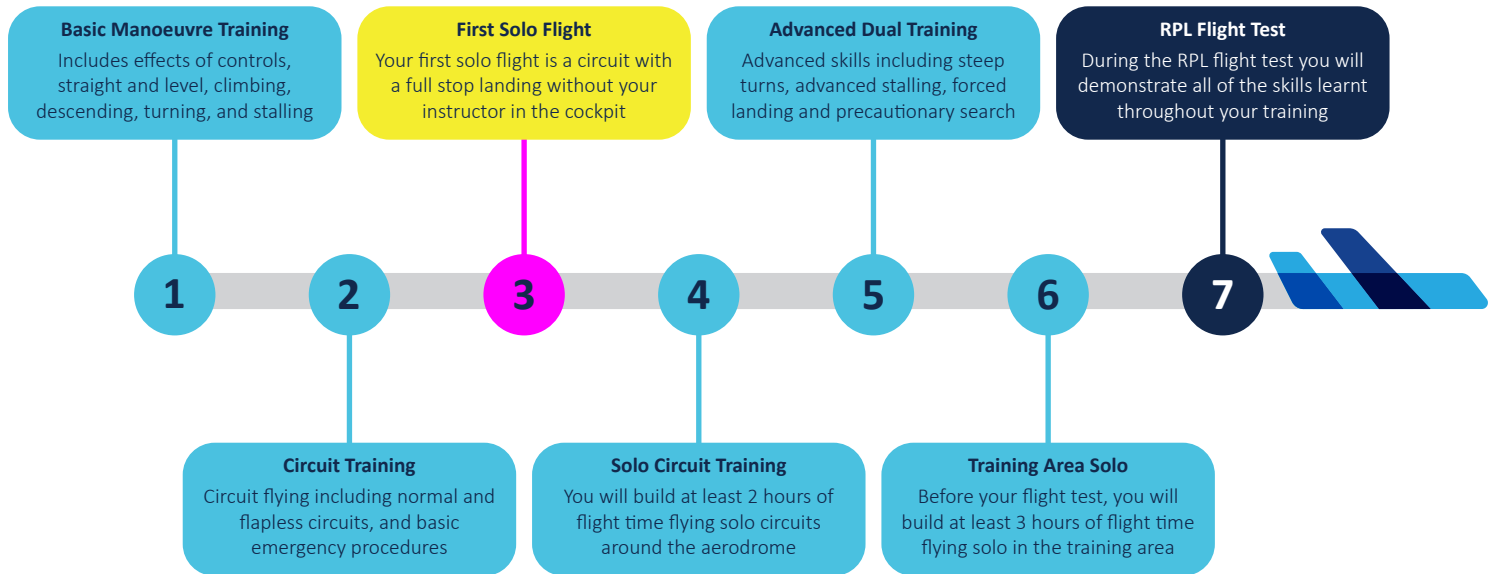 Basic Manoeuvre Training
Includes effects of controls,
straight and level, climbing,
descending, turning, and stalling
First Solo Flight
Your first solo flight is a circuit with
a full stop landing without your
instructor in the cockpit
Advanced Dual Training
Advanced skills including steep
turns, advanced stalling, forced
landing and precautionary search
RPL Flight Test
During the RPL flight test you will
demonstrate all of the skills learnt
throughout your training
1
2
3
4
5
6
7
Circuit Training
Circuit flying including normal and
flapless circuits, and basic
emergency procedures
Solo Circuit Training
You will build at least 2 hours of
flight time flying solo circuits
around the aerodrome
Training Area Solo
Before your flight test, you will
build at least 3 hours of flight time
flying solo in the training area